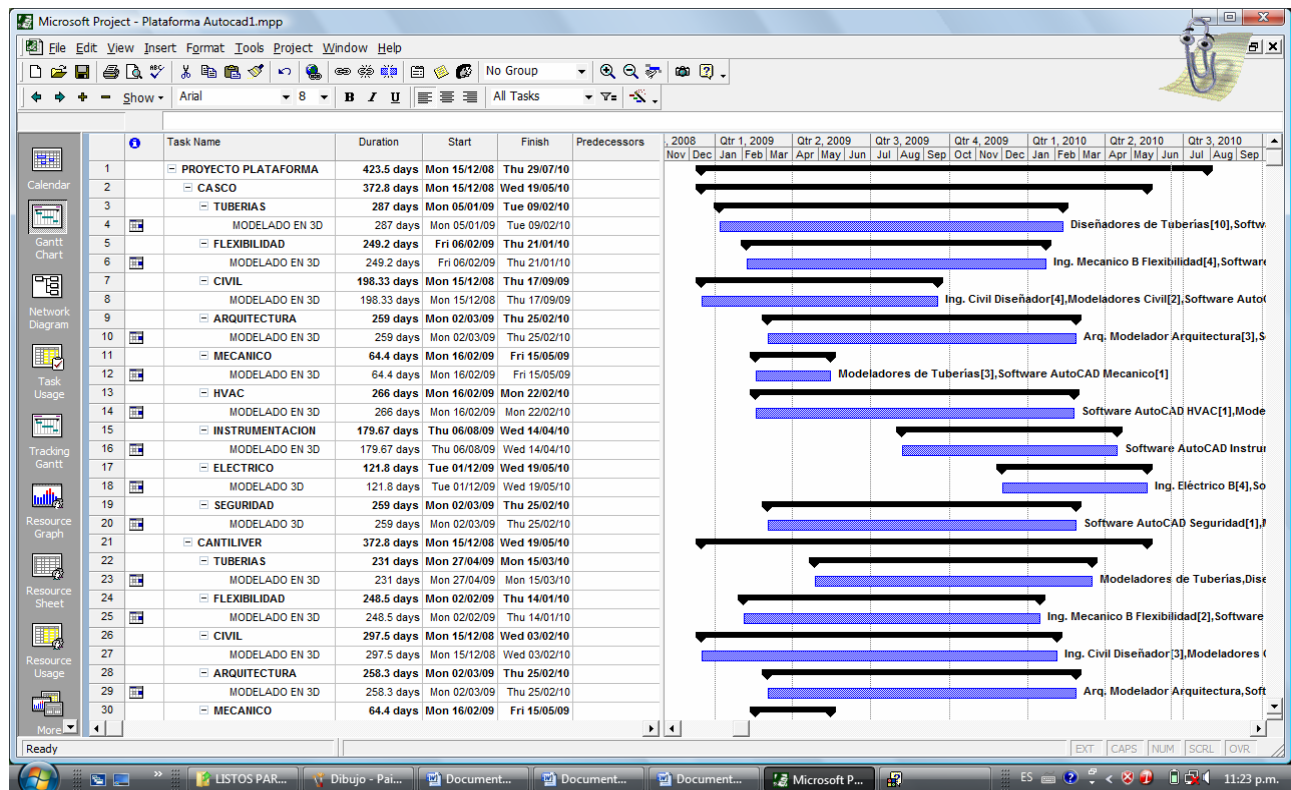 Microsoft Project - Plataforma Autocad1.mpp
File Edit View Insert Format Tools Project Window Help
No Group
Show Arial 8 B I U All Tasks
Task Name Duration Start Finish Predecessors , 2008 Qtr 1, 2009 Qtr 2, 2009 Qtr 3, 2009 Qtr 4, 2009 Qtr 1, 2010 Qtr 2, 2010 Qtr 3, 2010
Nov Dec Jan Feb Mar Apr May Jun Jul Aug Sep Oct Nov Dec Jan Feb Mar Apr May Jun Jul Aug Sep
1 PROYECTO PLATAFORMA 423.5 days Mon 15/12/08 Thu 29/07/10
2 CASCO 372.8 days Mon 15/12/08 Wed 19/05/10
3 TUBERIAS 287 days Mon 05/01/09 Tue 09/02/10
4 MODELADO EN 3D 287 days Mon 05/01/09 Tue 09/02/10 Diseñadores de Tuberías[10],Softw
5 FLEXIBILIDAD 249.2 days Fri 06/02/09 Thu 21/01/10
6 MODELADO EN 3D 249.2 days Fri 06/02/09 Thu 21/01/10 Ing. Mecanico B Flexibilidad[4],Software
7 CIVIL 198.33 days Mon 15/12/08 Thu 17/09/09
8 MODELADO EN 3D 198.33 days Mon 15/12/08 Thu 17/09/09 Ing. Civil Diseñador[4],Modeladores Civil[2],Software Auto
9 ARQUITECTURA 259 days Mon 02/03/09 Thu 25/02/10
10 MODELADO EN 3D 259 days Mon 02/03/09 Thu 25/02/10 Arq. Modelador Arquitectura[3],S
11 MECANICO 64.4 days Mon 16/02/09 Fri 15/05/09
12 MODELADO EN 3D 64.4 days Mon 16/02/09 Fri 15/05/09 Modeladores de Tuberías[3],Software AutoCAD Mecanico[1]
13 HVAC 266 days Mon 16/02/09 Mon 22/02/10
14 MODELADO EN 3D 266 days Mon 16/02/09 Mon 22/02/10 Software AutoCAD HVAC[1],Mode
15 INSTRUMENTACION 179.67 days Thu 06/08/09 Wed 14/04/10
16 MODELADO EN 3D 179.67 days Thu 06/08/09 Wed 14/04/10 Software AutoCAD Instrur
17 ELECTRICO 121.8 days Tue 01/12/09 Wed 19/05/10
18 MODELADO 3D 121.8 days Tue 01/12/09 Wed 19/05/10 Ing. Eléctrico B[4],So
19 SEGURIDAD 259 days Mon 02/03/09 Thu 25/02/10
20 MODELADO 3D 259 days Mon 02/03/09 Thu 25/02/10 Software AutoCAD Seguridad[1],
21 CANTILIVER 372.8 days Mon 15/12/08 Wed 19/05/10
22 TUBERIAS 231 days Mon 27/04/09 Mon 15/03/10
23 MODELADO EN 3D 231 days Mon 27/04/09 Mon 15/03/10 Modeladores de Tuberías,Dise
24 FLEXIBILIDAD 248.5 days Mon 02/02/09 Thu 14/01/10
25 MODELADO EN 3D 248.5 days Mon 02/02/09 Thu 14/01/10 Ing. Mecanico B Flexibilidad[2],Software
26 CIVIL 297.5 days Mon 15/12/08 Wed 03/02/10
27 MODELADO EN 3D 297.5 days Mon 15/12/08 Wed 03/02/10 Ing. Civil Diseñador[3],Modeladores
28 ARQUITECTURA 258.3 days Mon 02/03/09 Thu 25/02/10
29 MODELADO EN 3D 258.3 days Mon 02/03/09 Thu 25/02/10 Arq. Modelador Arquitectura,Soft
30 MECANICO 64.4 days Mon 16/02/09 Fri 15/05/09
Calendar
Gantt
Chart
Network
Diagram
Task
Usage
Tracking
Gantt
Resource
Graph
Resource
Sheet
Resource
Usage
More
Ready EXT CAPS NUM SCRL OVR
LISTOS PAR... Dibujo - Pai... Document... Document... Document... Microsoft P... ES 11:23 p.m.